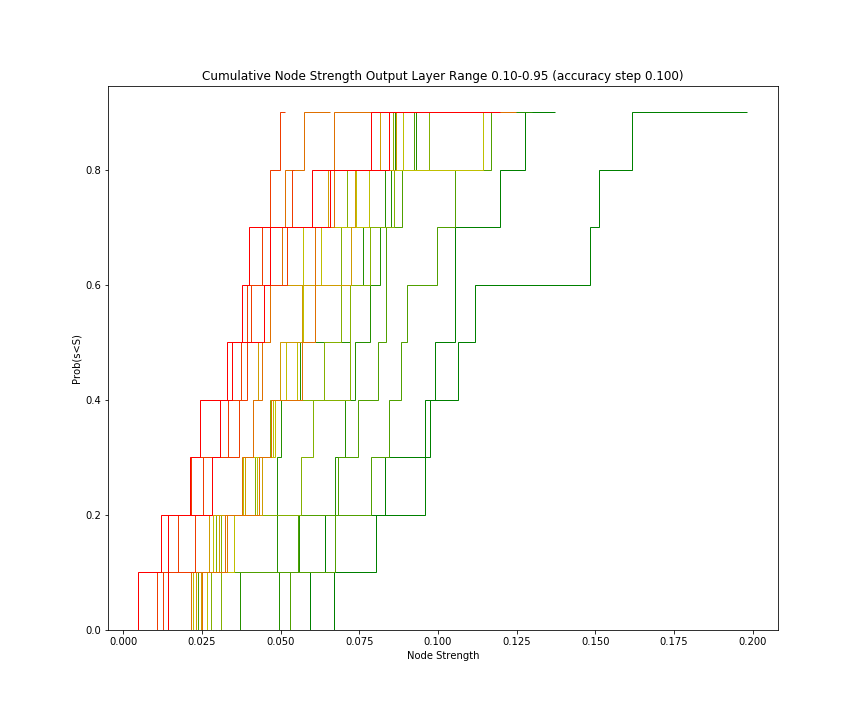 Cumulative Node Strength Output Layer Range 0.10-0.95 (accuracy step 0.100)
Prob(s<S)
0.8
0.6
0.4
0.2
0.0
0.000 0.025 0.050 0.075 0.100 0.125 0.150 0.175 0.200
Node Strength